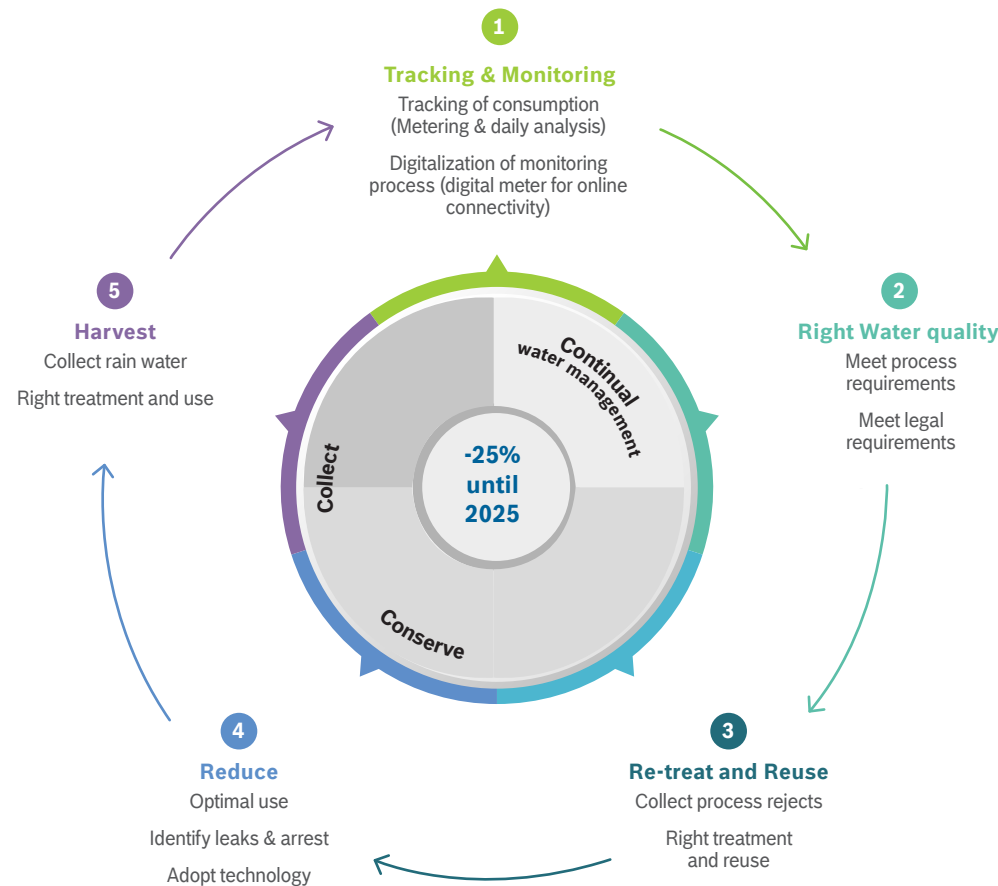 1
Tracking & Monitoring
Tracking of consumption
(Metering & daily analysis)
Digitalization of monitoring
process (digital meter for online
connectivity)
2
Right Water quality
Meet process
requirements
Meet legal
requirements
3
Re-treat and Reuse
Collect process rejects
Right treatment
and reuse
4
Reduce
Optimal use
Identify leaks & arrest
Adopt technology
5
Harvest
Collect rain water
Right treatment and use
Continual
water management
Collect
Conserve
-25%
until
2025